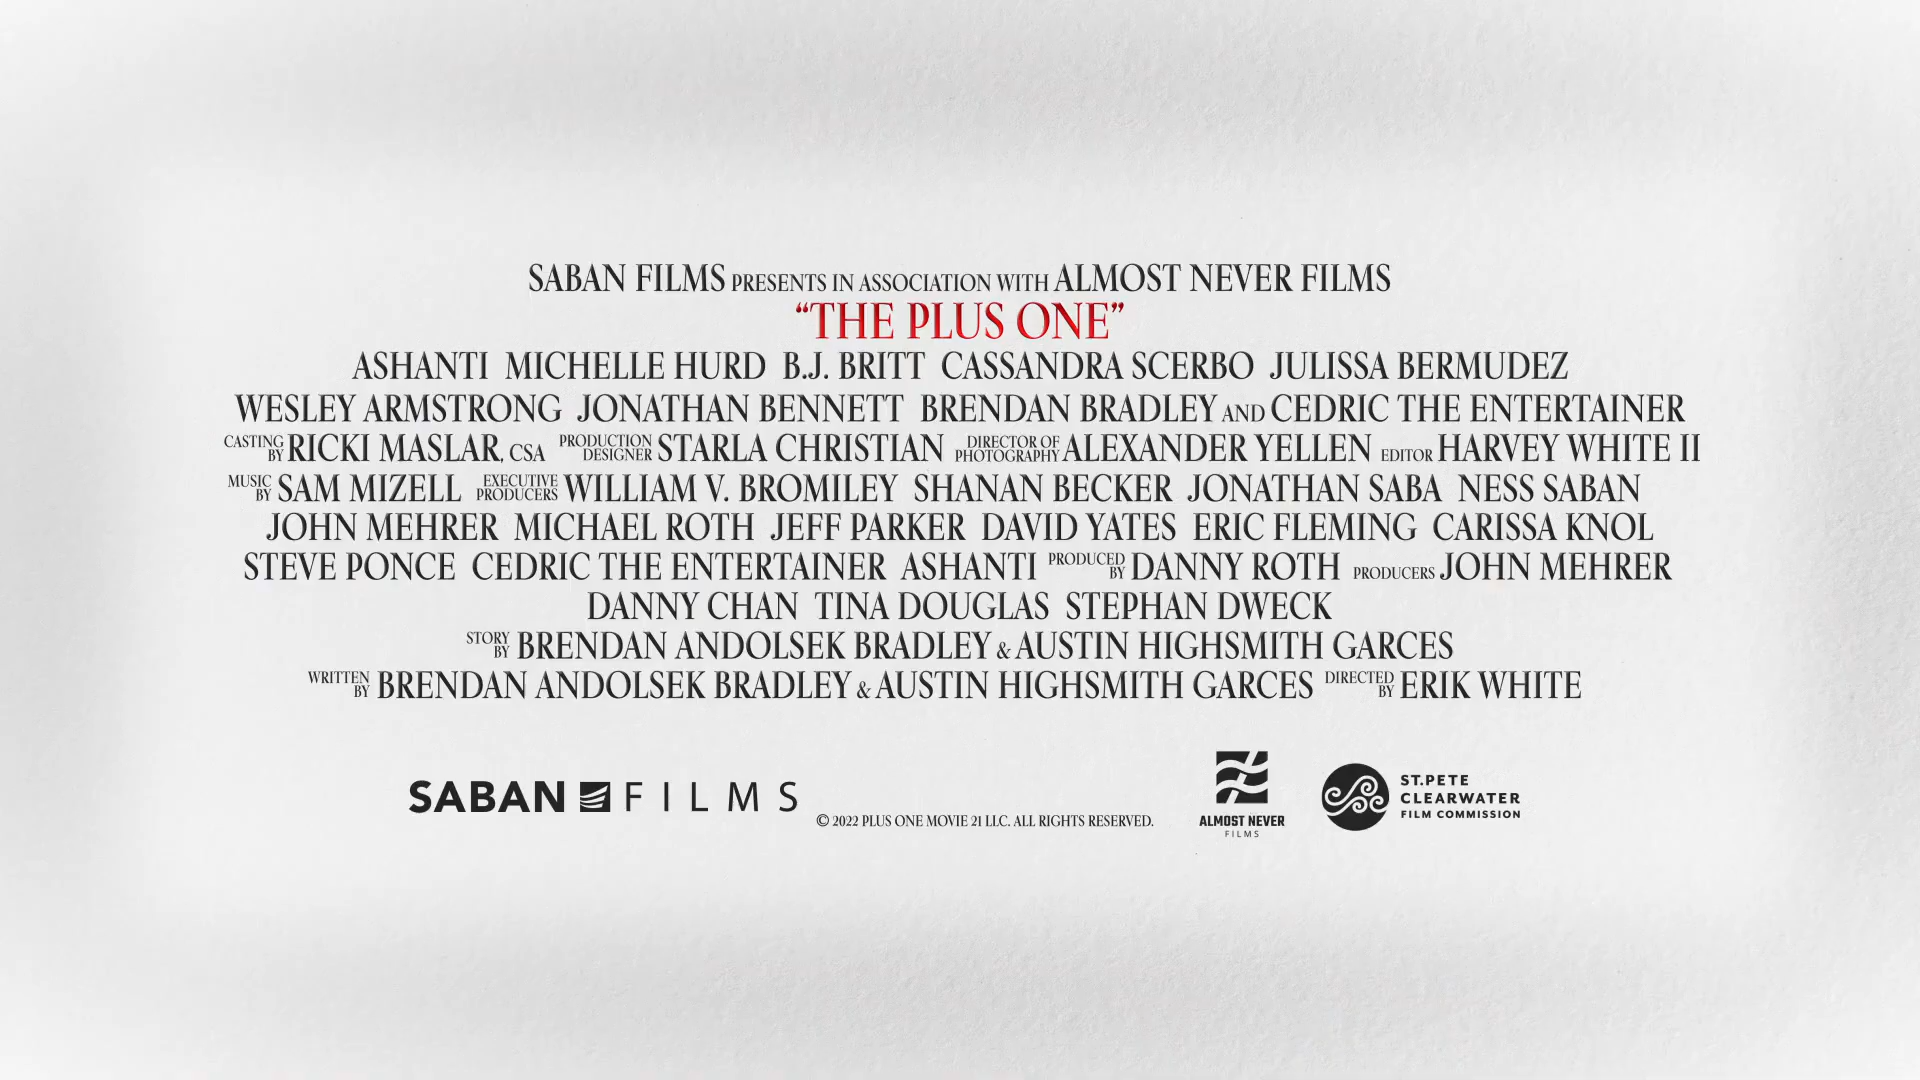 SABAN FILMS PRESENTS IN ASSOCIATION WITH ALMOST NEVER FILMS
“THE PLUS ONE”
ASHANTI MICHELLE HURD B.J. BRITT CASSANDRA SCERBO JULISSA BERMUDEZ
WESLEY ARMSTRONG JONATHAN BENNETT BRENDAN BRADLEY AND CEDRIC THE ENTERTAINER
CASTING BY RICKI MASLAR, CSA PRODUCTION DESIGNER STARLA CHRISTIAN DIRECTOR OF PHOTOGRAPHY ALEXANDER YELLEN EDITOR HARVEY WHITE II
MUSIC BY SAM MIZELL EXECUTIVE PRODUCERS WILLIAM V. BROMILEY SHANAN BECKER JONATHAN SABA NESS SABAN
JOHN MEHRER MICHAEL ROTH JEFF PARKER DAVID YATES ERIC FLEMING CARISSA KNOL
STEVE PONCE CEDRIC THE ENTERTAINER ASHANTI PRODUCED BY DANNY ROTH PRODUCERS JOHN MEHRER
DANNY CHAN TINA DOUGLAS STEPHAN DWECK
STORY BY BRENDAN ANDOLSEK BRADLEY & AUSTIN HIGHSMITH GARCES
WRITTEN BY BRENDAN ANDOLSEK BRADLEY & AUSTIN HIGHSMITH GARCES DIRECTED BY ERIK WHITE
SABAN FILMS
© 2022 PLUS ONE MOVIE 21 LLC. ALL RIGHTS RESERVED.
ALMOST NEVER
FILMS
ST.PETE
CLEARWATER
FILM COMMISSION